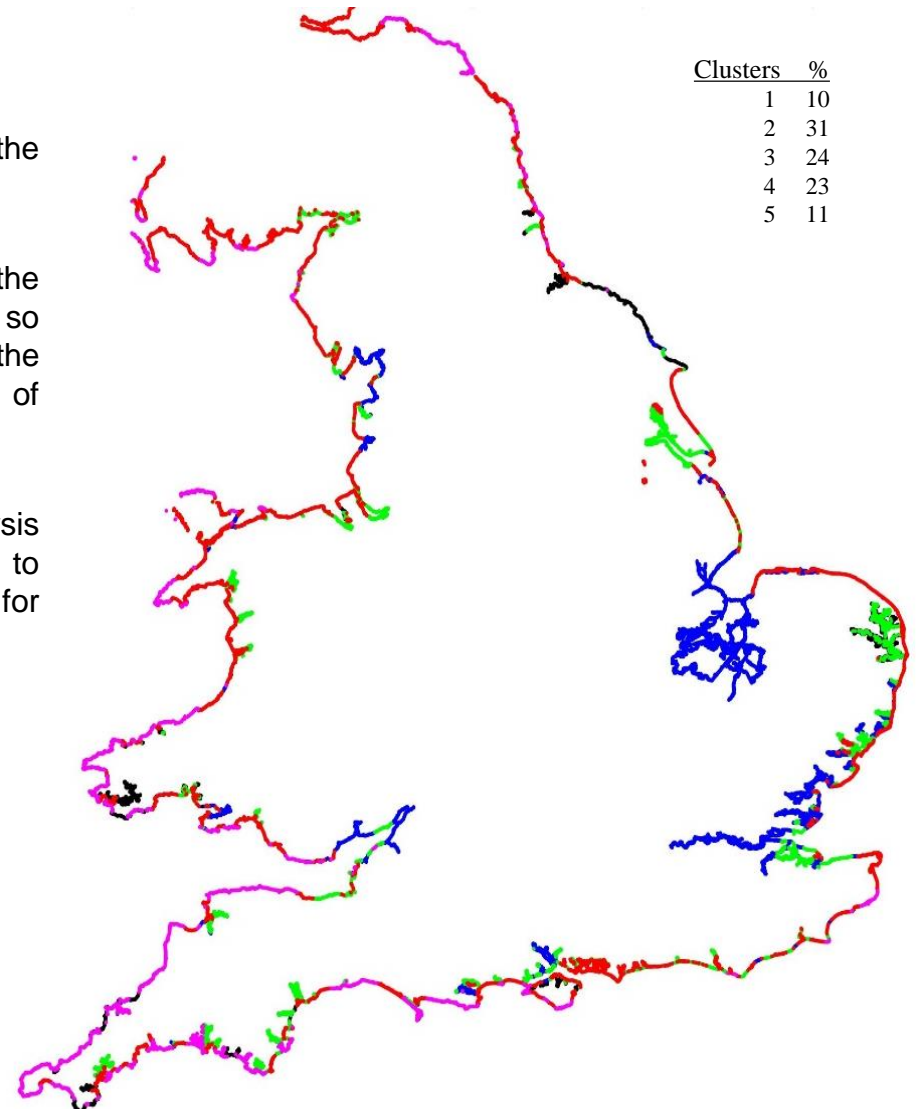 the
the
so
the
of
sis
to
for
Clusters %
1 10
2 31
3 24
4 23
5 11